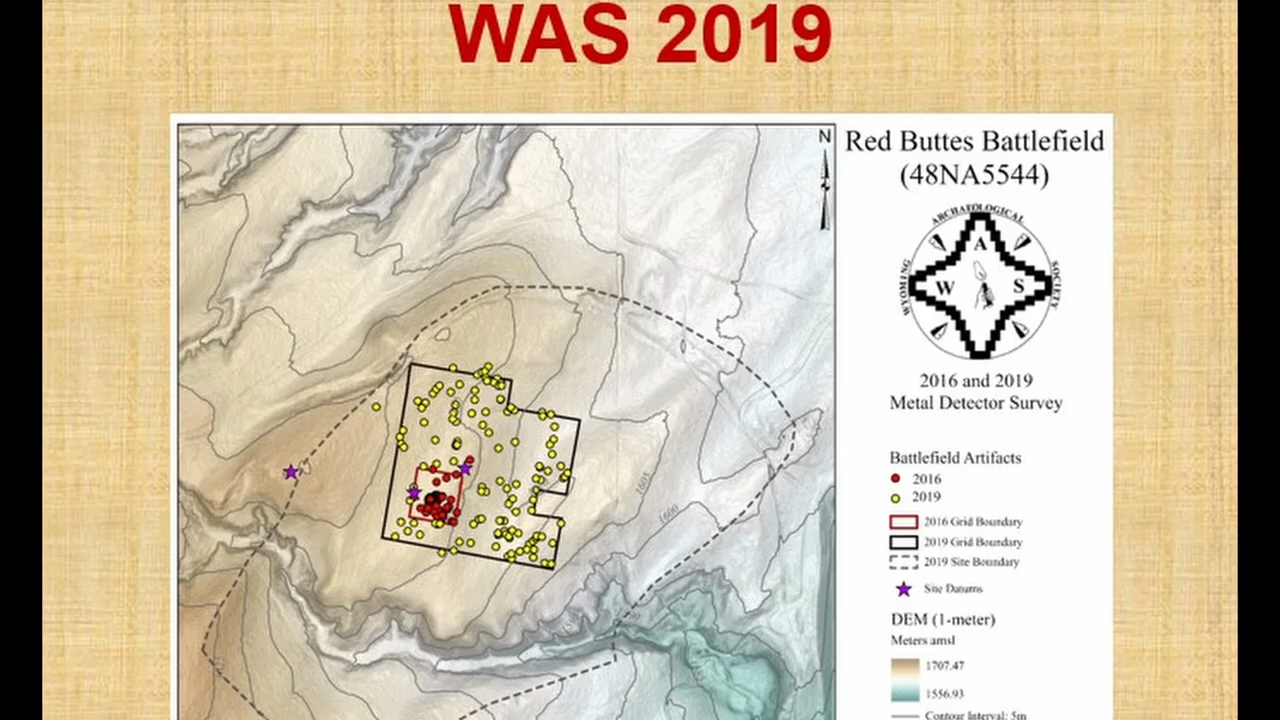 WAS 2019
N
Red Buttes Battlefield
(48NA5544)
ARCHAEOLOGICAL
WYOMING
SOCIETY
A
W
S
2016 and 2019
Metal Detector Survey
Battlefield Artifacts
2016
2019
2016 Grid Boundary
2019 Grid Boundary
2019 Site Boundary
Site Datums
DEM (1-meter)
Meters amsl
1707.47
1556.93
Contour Interval: 5m
1605
1600